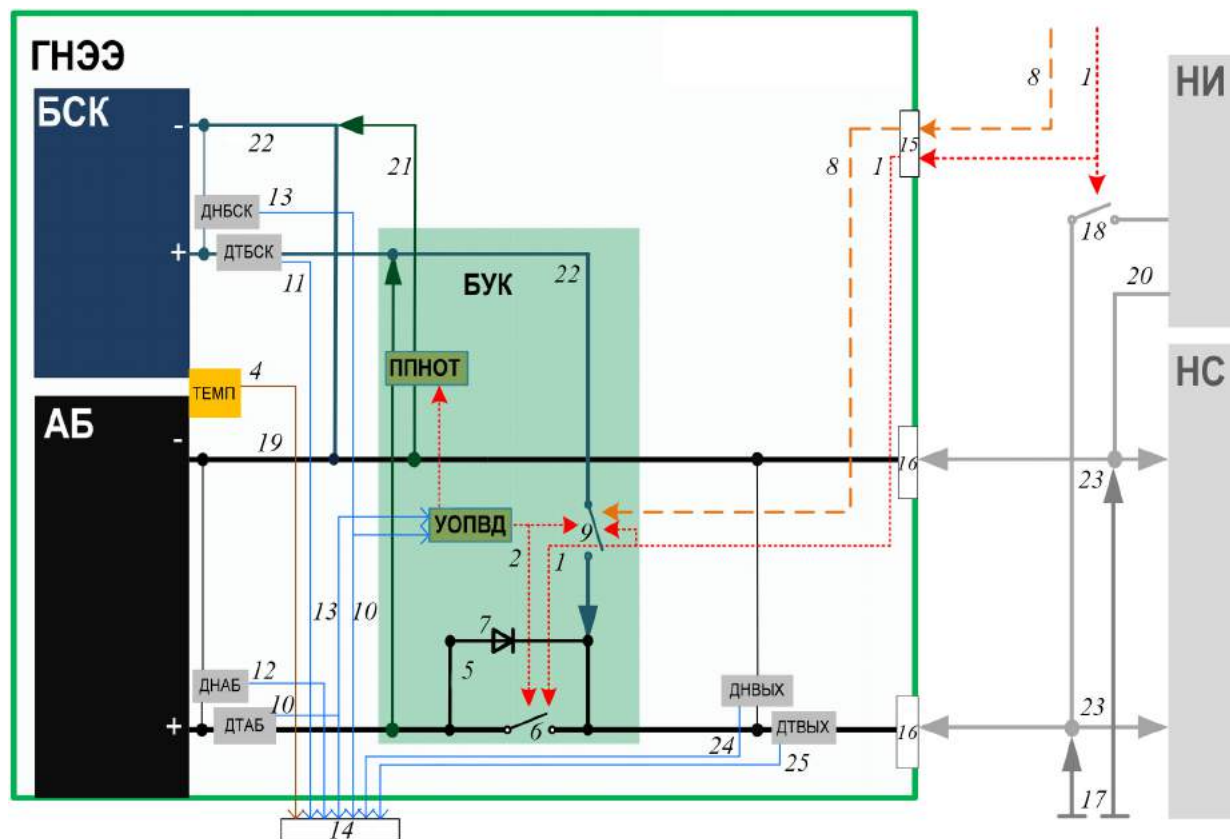 ГНЭЭ
БСК
-
22
21
13
ДНБСК
+
ДТБСК
11
БУК
22
ППНОТ
ТЕМП
4
АБ
-
19
УОПВД
9
2
1
13
10
7
5
ДНАБ
12
10
+
ДТАБ
6
ДНВЫХ
ДТВЫХ
24
25
14
8
1
15
16
16
8
1
НИ
18
20
НС
23
23
17